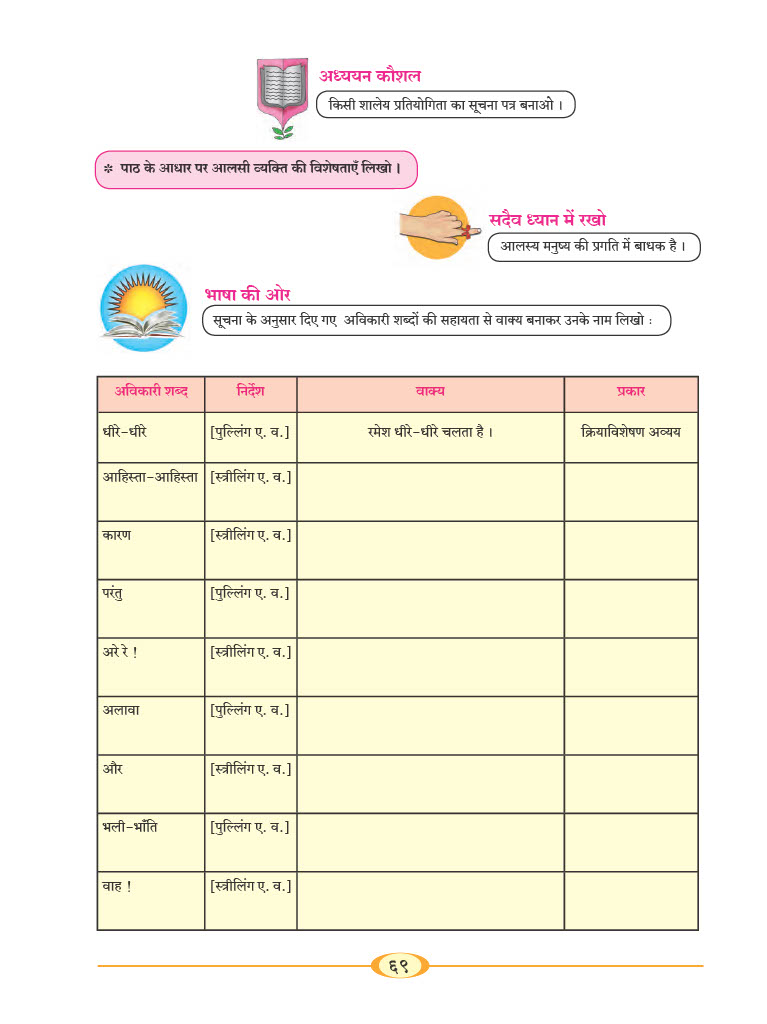 अध्ययन कौशल
किसी शालेय प्रतियोगिता का सूचना पत्र बनाओ ।
❊ पाठ के आधार पर आलसी व्यक्ति की विशेषताएँ लिखो ।
सदैव ध्यान में रखो
आलस्य मनुष्य की प्रगति में बाधक है ।
भाषा की ओर
सूचना के अनुसार दिए गए अविकारी शब्दों की सहायता से वाक्य बनाकर उनके नाम लिखो :
अविकारी शब्द निर्देश वाक्य प्रकार
धीरे-धीरे [पुल्लिंग ए. व.] रमेश धीरे-धीरे चलता है । क्रियाविशेषण अव्यय
आहिस्ता-आहिस्ता [स्त्रीलिंग ए. व.]
कारण [स्त्रीलिंग ए. व.]
परंतु [पुल्लिंग ए. व.]
अरे रे ! [स्त्रीलिंग ए. व.]
अलावा [पुल्लिंग ए. व.]
और [स्त्रीलिंग ए. व.]
भली-भाँति [पुल्लिंग ए. व.]
वाह ! [स्त्रीलिंग ए. व.]
६९